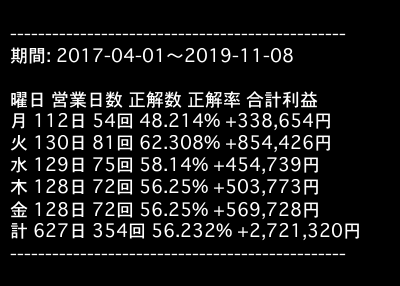 ------------------------------------------------
期間: 2017-04-01～2019-11-08
曜日 営業日数 正解数 正解率 合計利益
月 112日 54回 48.214% +338,654円
火 130日 81回 62.308% +854,426円
水 129日 75回 58.14% +454,739円
木 128日 72回 56.25% +503,773円
金 128日 72回 56.25% +569,728円
計 627日 354回 56.232% +2,721,320円
------------------------------------------------